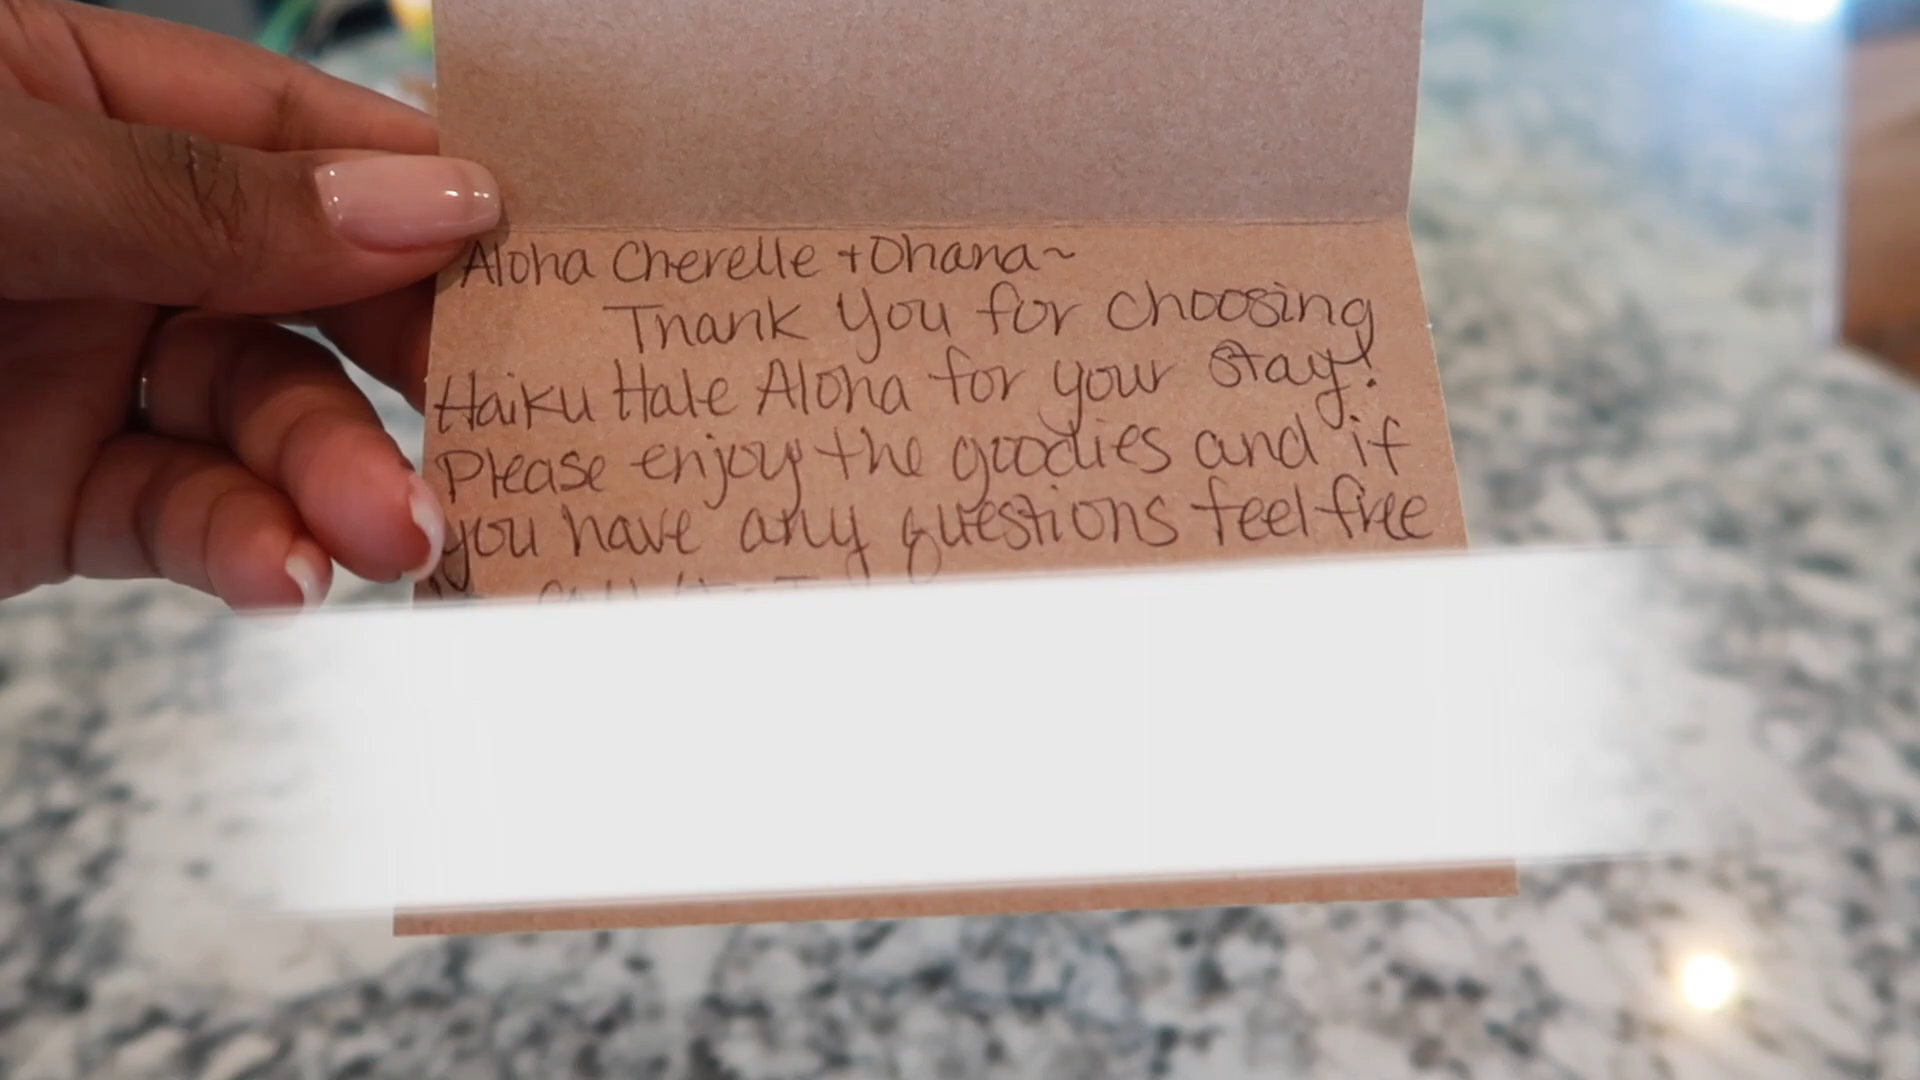 Aloha Cherelle + Ohana~
Thank You for choosing
Haiku Hale Aloha for your stay!
Please enjoy the goodies and if
you have any questions feel free